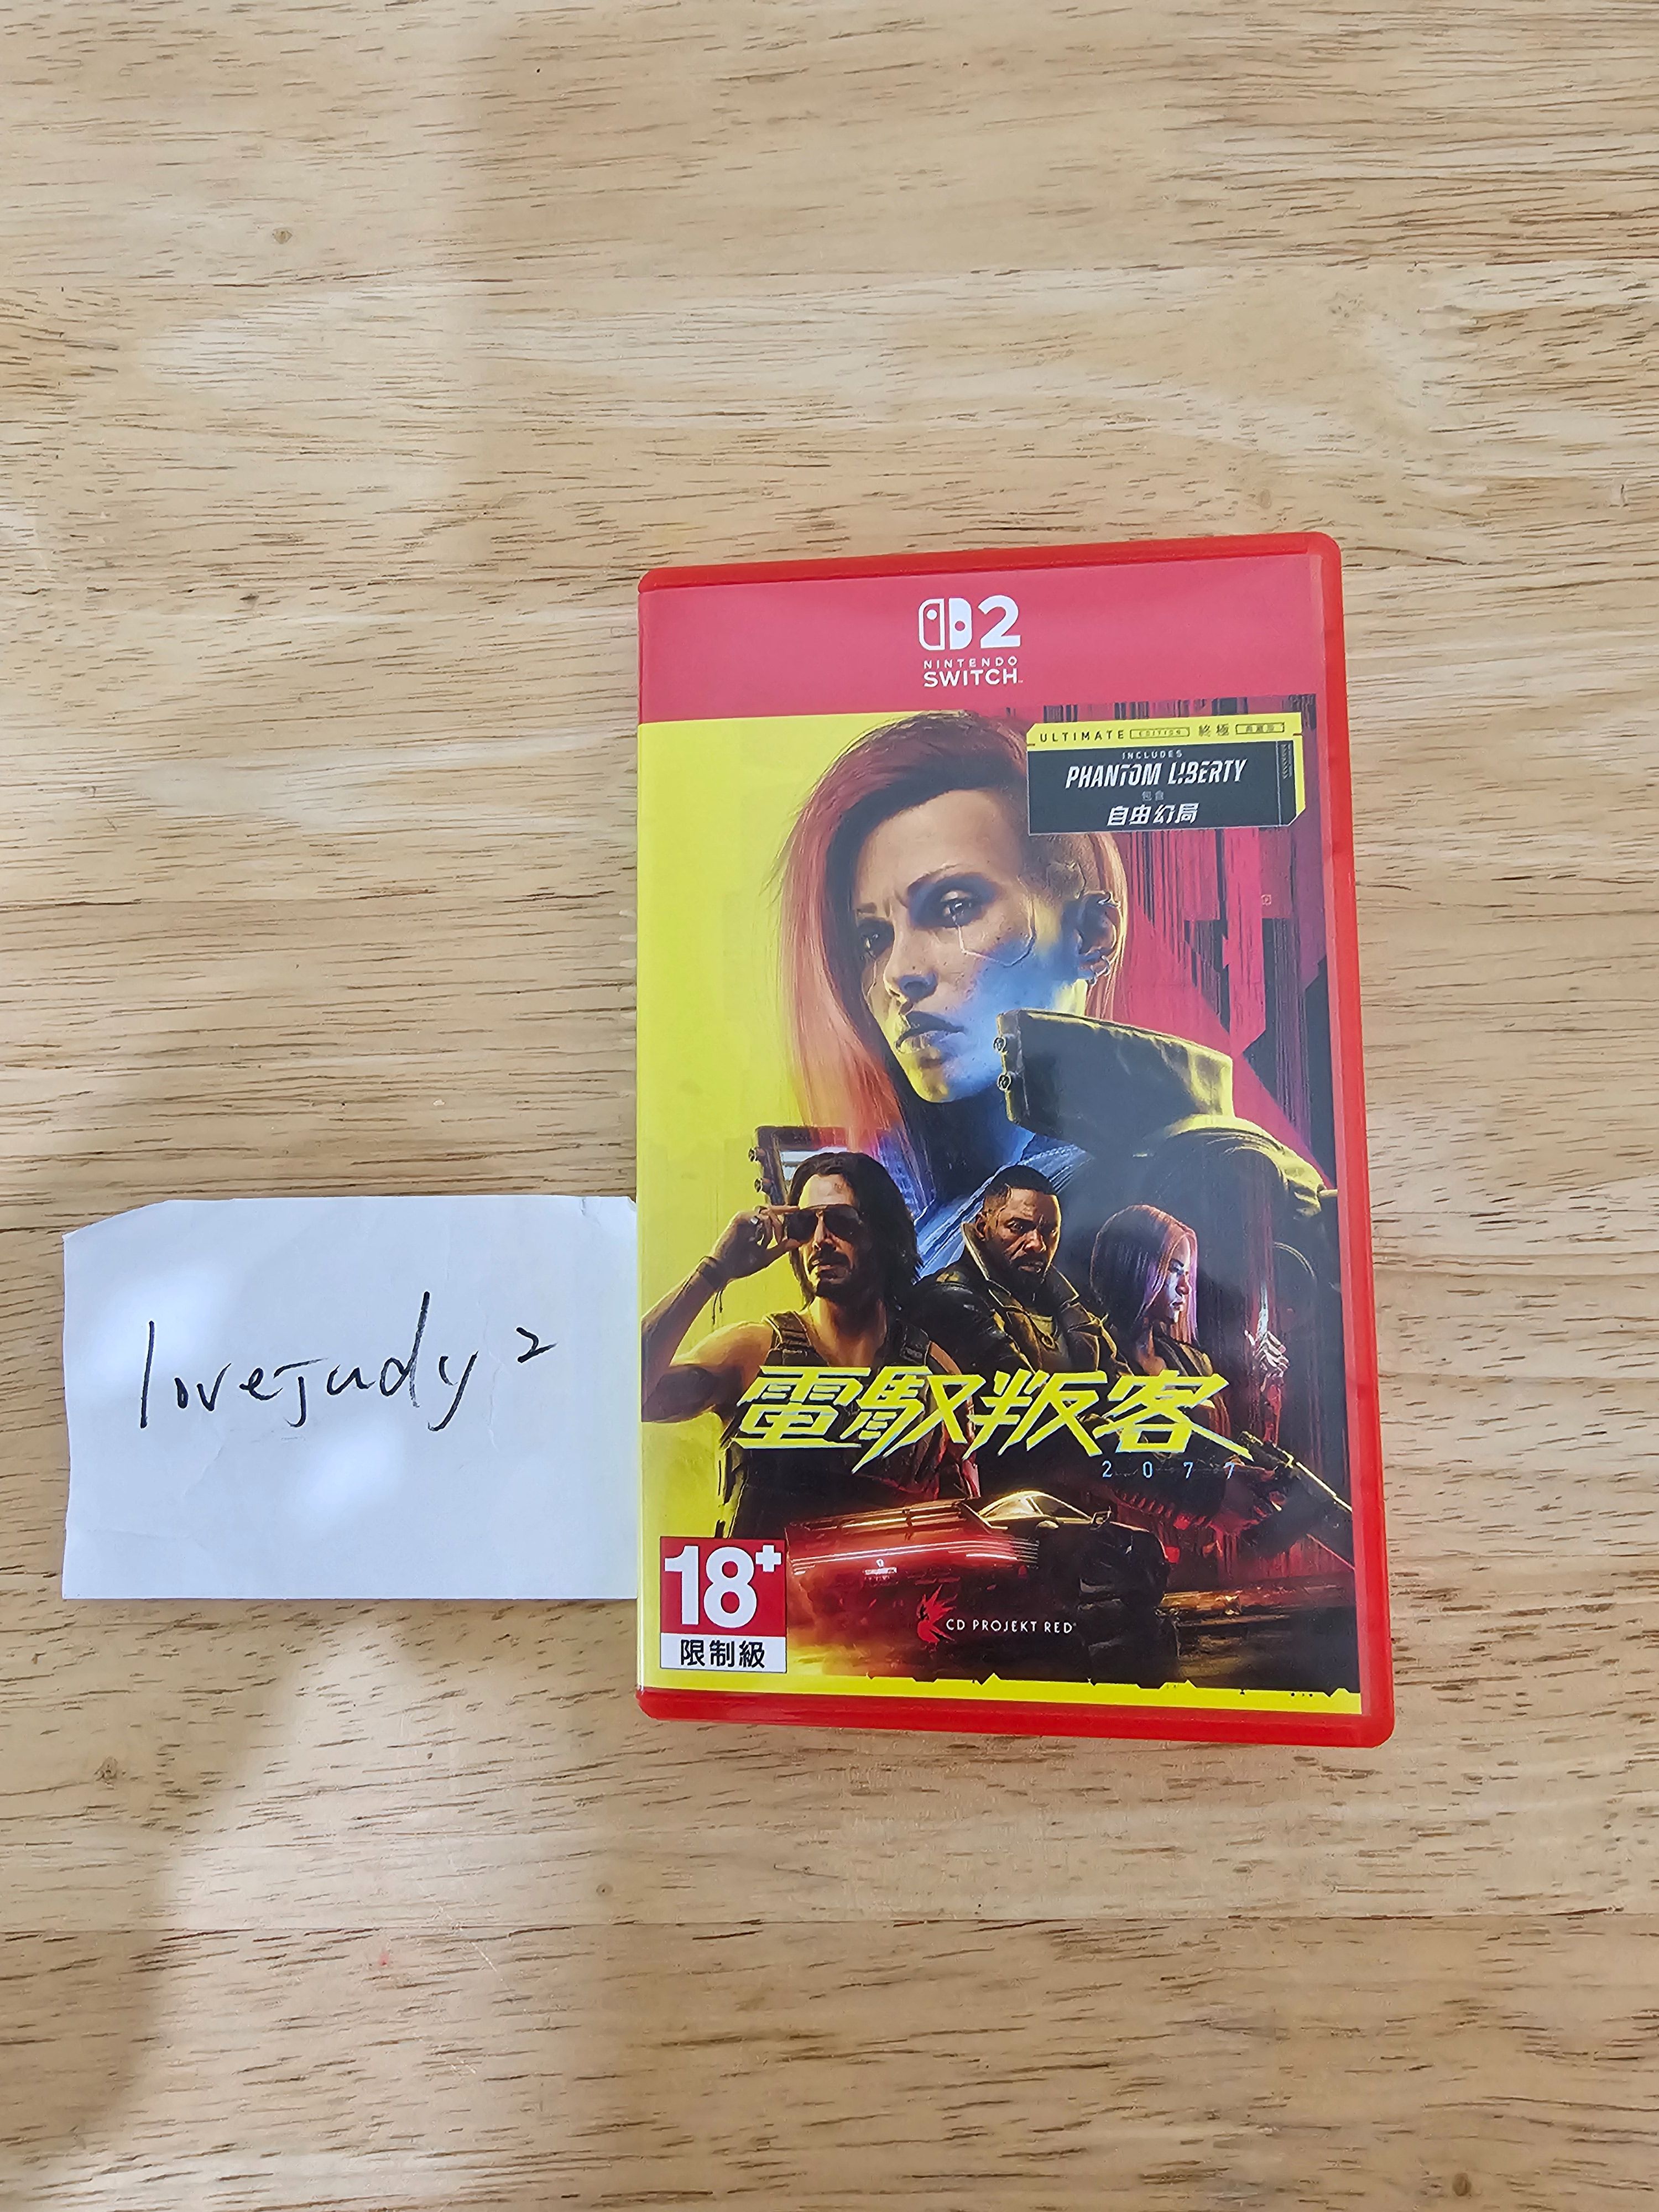 2
NINTENDO
SWITCH™
ULTIMATE EDITION 終極 典藏版
INCLUDES
PHANTOM LIBERTY
包含
自由幻局
lovejudy2
電馭叛客
2077
18+
限制級
CD PROJEKT RED®